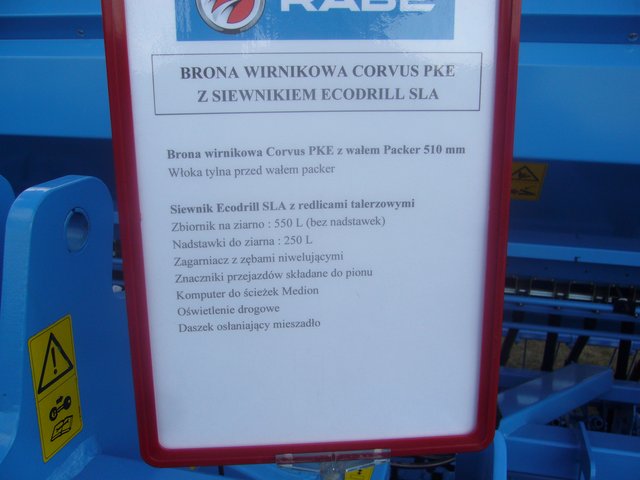 RABE
BRONA WIRNIKOWA CORVUS PKE
Z SIEWNIKIEM ECODRILL SLA
Brona wirnikowa Corvus PKE z wałem Packer 510 mm
Włoka tylna przed wałem packer
Siewnik Ecodrill SLA z redlicami talerzowymi
Zbiornik na ziarno : 550 L (bez nadstawek)
Nadstawki do ziarna : 250 L
Zagarniacz z zębami niwelującymi
Znaczniki przejazdów składane do pionu
Komputer do ścieżek Medion
Oświetlenie drogowe
Daszek osłaniający mieszadło